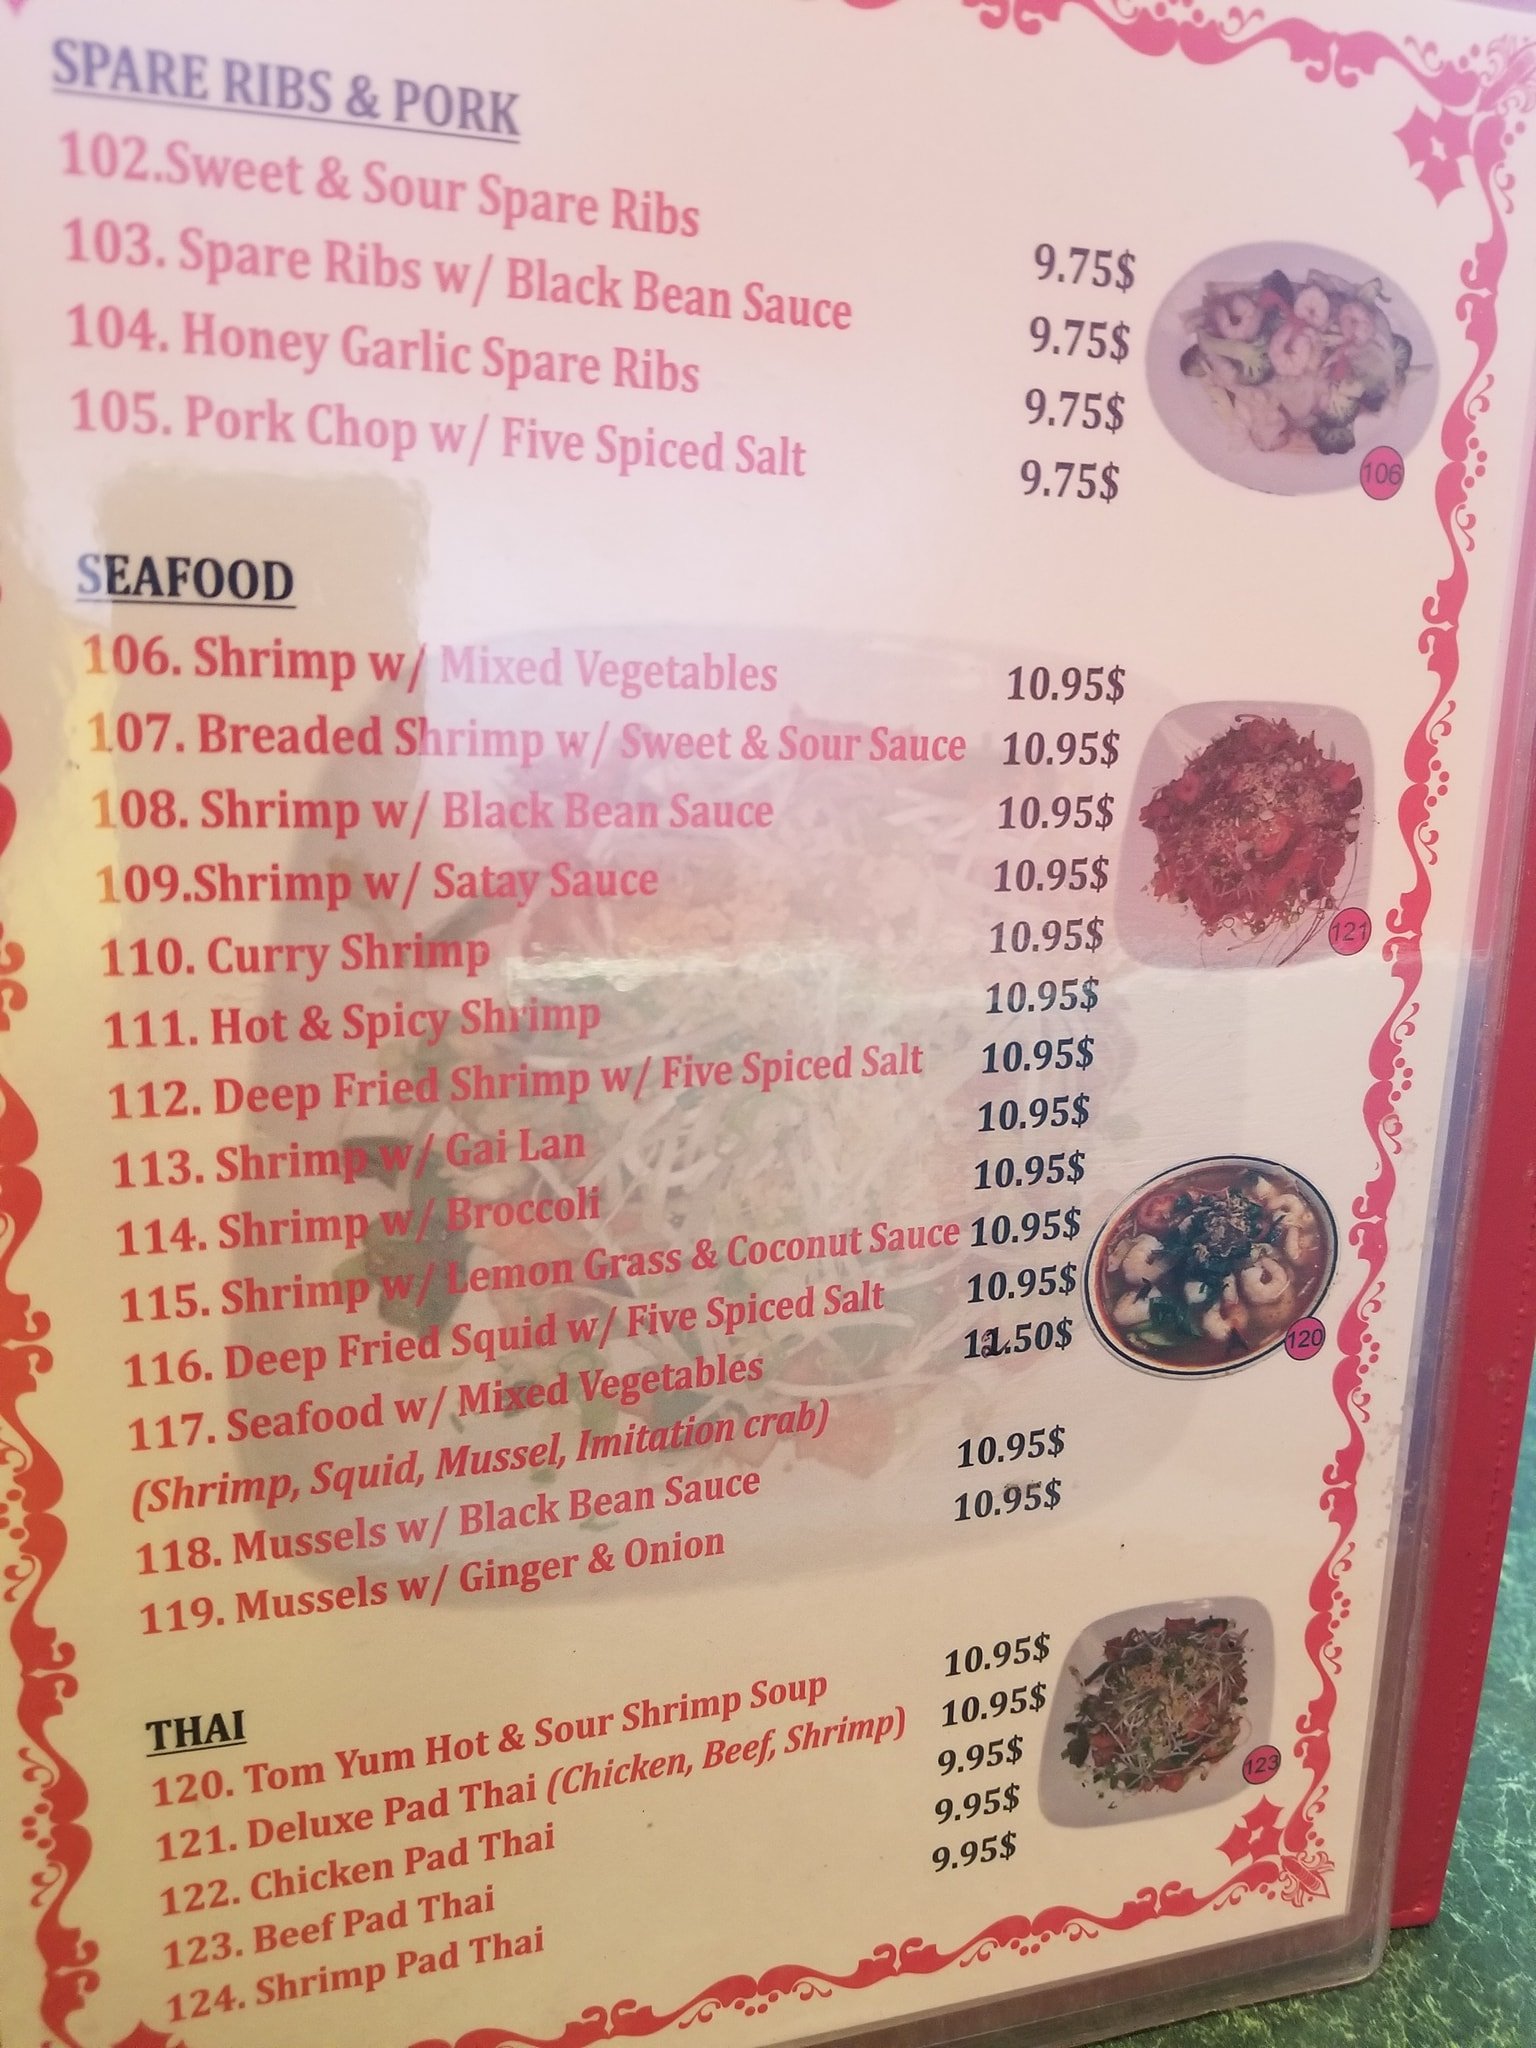 SPARE RIBS & PORK
102.Sweet & Sour Spare Ribs 9.75$
103. Spare Ribs w/ Black Bean Sauce 9.75$
104. Honey Garlic Spare Ribs 9.75$
105. Pork Chop w/ Five Spiced Salt 9.75$
106
SEAFOOD
106. Shrimp w/ Mixed Vegetables 10.95$
107. Breaded Shrimp w/ Sweet & Sour Sauce 10.95$
108. Shrimp w/ Black Bean Sauce 10.95$
109.Shrimp w/ Satay Sauce 10.95$
121
110. Curry Shrimp 10.95$
111. Hot & Spicy Shrimp 10.95$
112. Deep Fried Shrimp w/ Five Spiced Salt 10.95$
113. Shrimp w/ Gai Lan 10.95$
114. Shrimp w/ Broccoli 10.95$
115. Shrimp w/ Lemon Grass & Coconut Sauce 10.95$
116. Deep Fried Squid w/ Five Spiced Salt 10.95$
120
117. Seafood w/ Mixed Vegetables 12.50$
(Shrimp, Squid, Mussel, Imitation crab)
118. Mussels w/ Black Bean Sauce 10.95$
119. Mussels w/ Ginger & Onion 10.95$
THAI
120. Tom Yum Hot & Sour Shrimp Soup 10.95$
121. Deluxe Pad Thai (Chicken, Beef, Shrimp) 10.95$
122. Chicken Pad Thai 9.95$
123. Beef Pad Thai 9.95$
124. Shrimp Pad Thai 9.95$
123